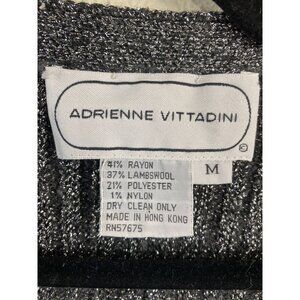 ADRIENNE VITTADINI
©
41% RAYON
37% LAMBSWOOL
21% POLYESTER
1% NYLON
DRY CLEAN ONLY
MADE IN HONG KONG
RN57675
M